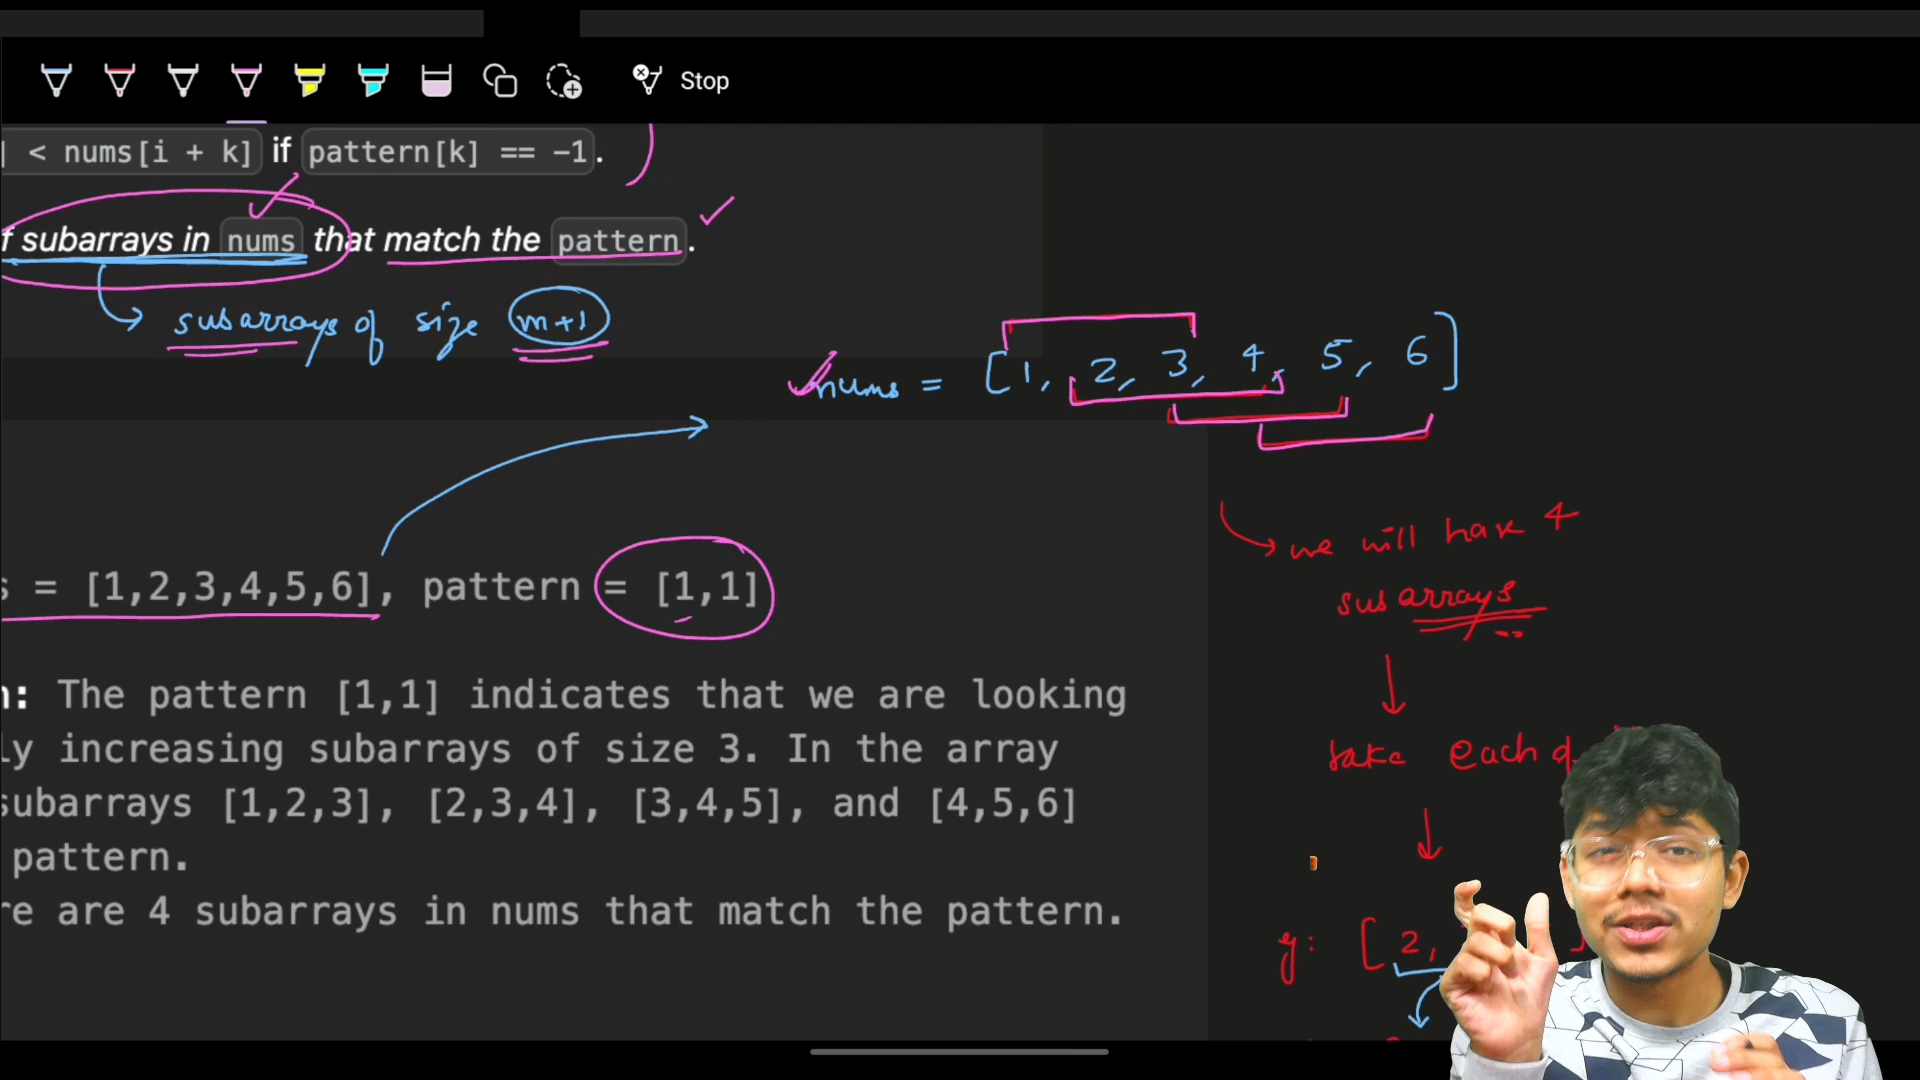 Stop
< nums[i + k] if pattern[k] == -1.
f subarrays in nums that match the pattern.
subarrays of size m+1
nums = [1, 2, 3, 4, 5, 6]
s = [1,2,3,4,5,6], pattern = [1,1]
we will have 4
subarrays
n: The pattern [1,1] indicates that we are looking
ly increasing subarrays of size 3. In the array
take each of
subarrays [1,2,3], [2,3,4], [3,4,5], and [4,5,6]
pattern.
re are 4 subarrays in nums that match the pattern.
[ 2,